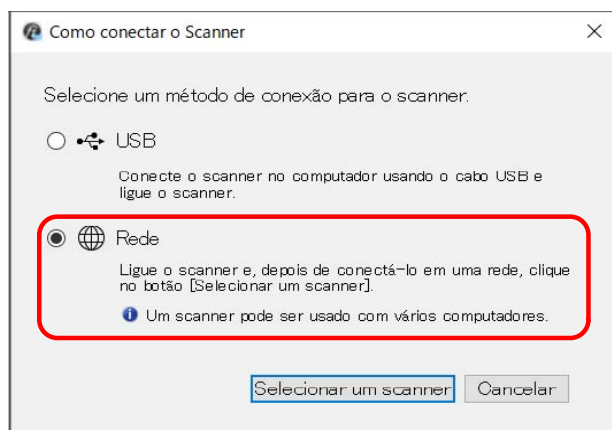 Como conectar o Scanner
Selecione um método de conexão para o scanner.
USB
Conecte o scanner no computador usando o cabo USB e
ligue o scanner.
Rede
Ligue o scanner e, depois de conectá-lo em uma rede, clique
no botão [Selecionar um scanner].
Um scanner pode ser usado com vários computadores.
Selecionar um scanner Cancelar